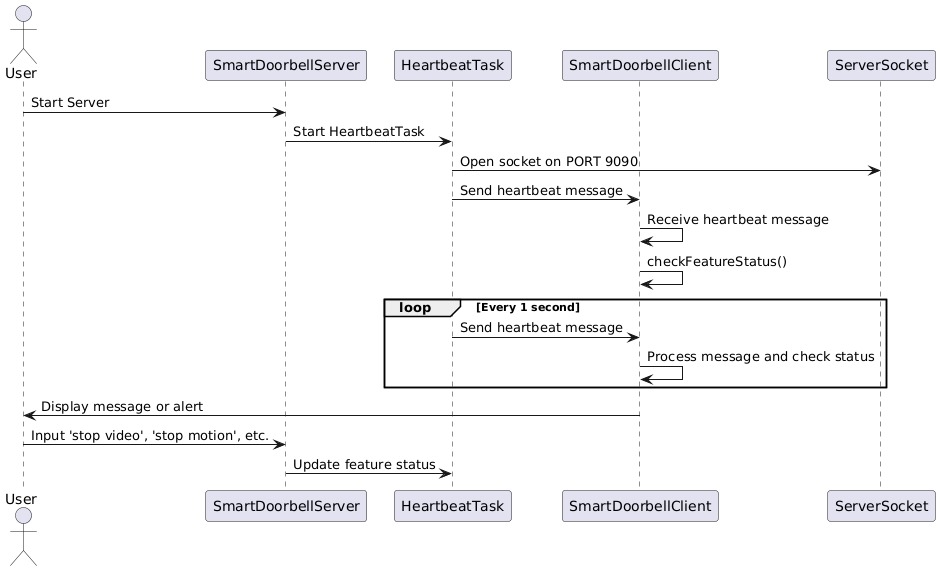 User
SmartDoorbellServer
HeartbeatTask
SmartDoorbellClient
ServerSocket
Start Server
Start HeartbeatTask
Open socket on PORT 9090
Send heartbeat message
Receive heartbeat message
checkFeatureStatus()
loop
[Every 1 second]
Send heartbeat message
Process message and check status
Display message or alert
Input 'stop video', 'stop motion', etc.
Update feature status
User
SmartDoorbellServer
HeartbeatTask
SmartDoorbellClient
ServerSocket